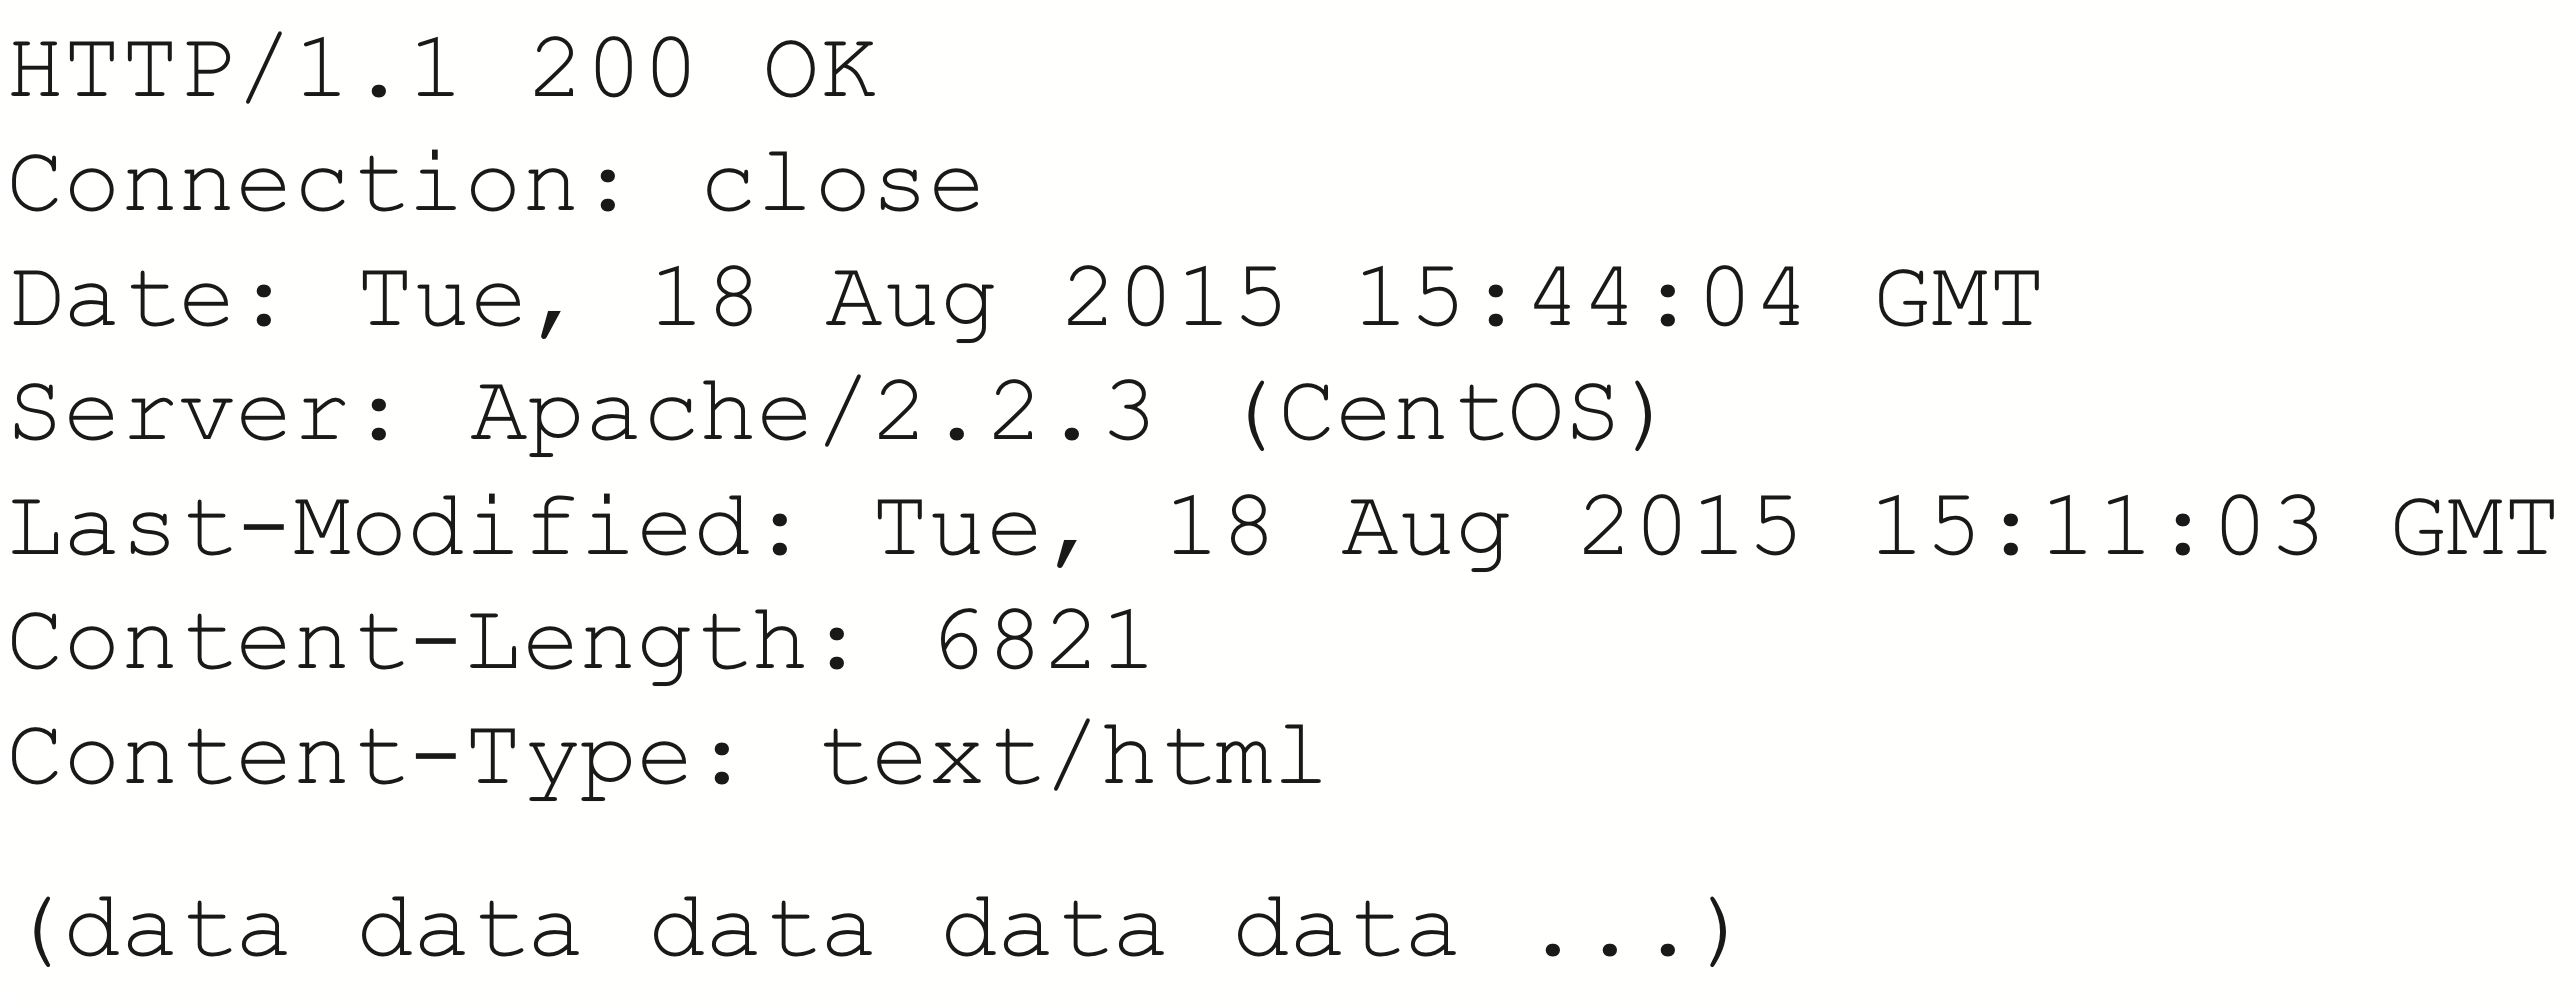 HTTP/1.1 200 OK
Connection: close
Date: Tue, 18 Aug 2015 15:44:04 GMT
Server: Apache/2.2.3 (CentOS)
Last-Modified: Tue, 18 Aug 2015 15:11:03 GMT
Content-Length: 6821
Content-Type: text/html
(data data data data data ...)